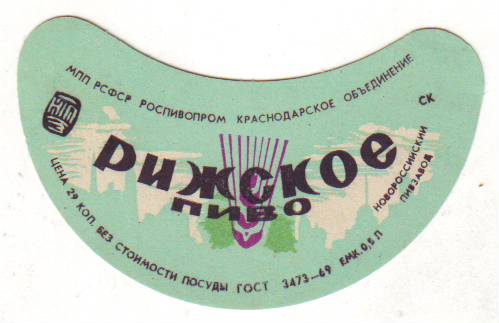 МПП РСФСР РОСПИВОПРОМ КРАСНОДАРСКОЕ ОБЪЕДИНЕНИЕ
СК
РИЖСКОЕ
ПИВО
НОВОРОССИЙСКИЙ
ПИВЗАВОД
ЦЕНА 29 КОП. БЕЗ СТОИМОСТИ ПОСУДЫ ГОСТ 3473-69 ЕМК. 0,5 Л